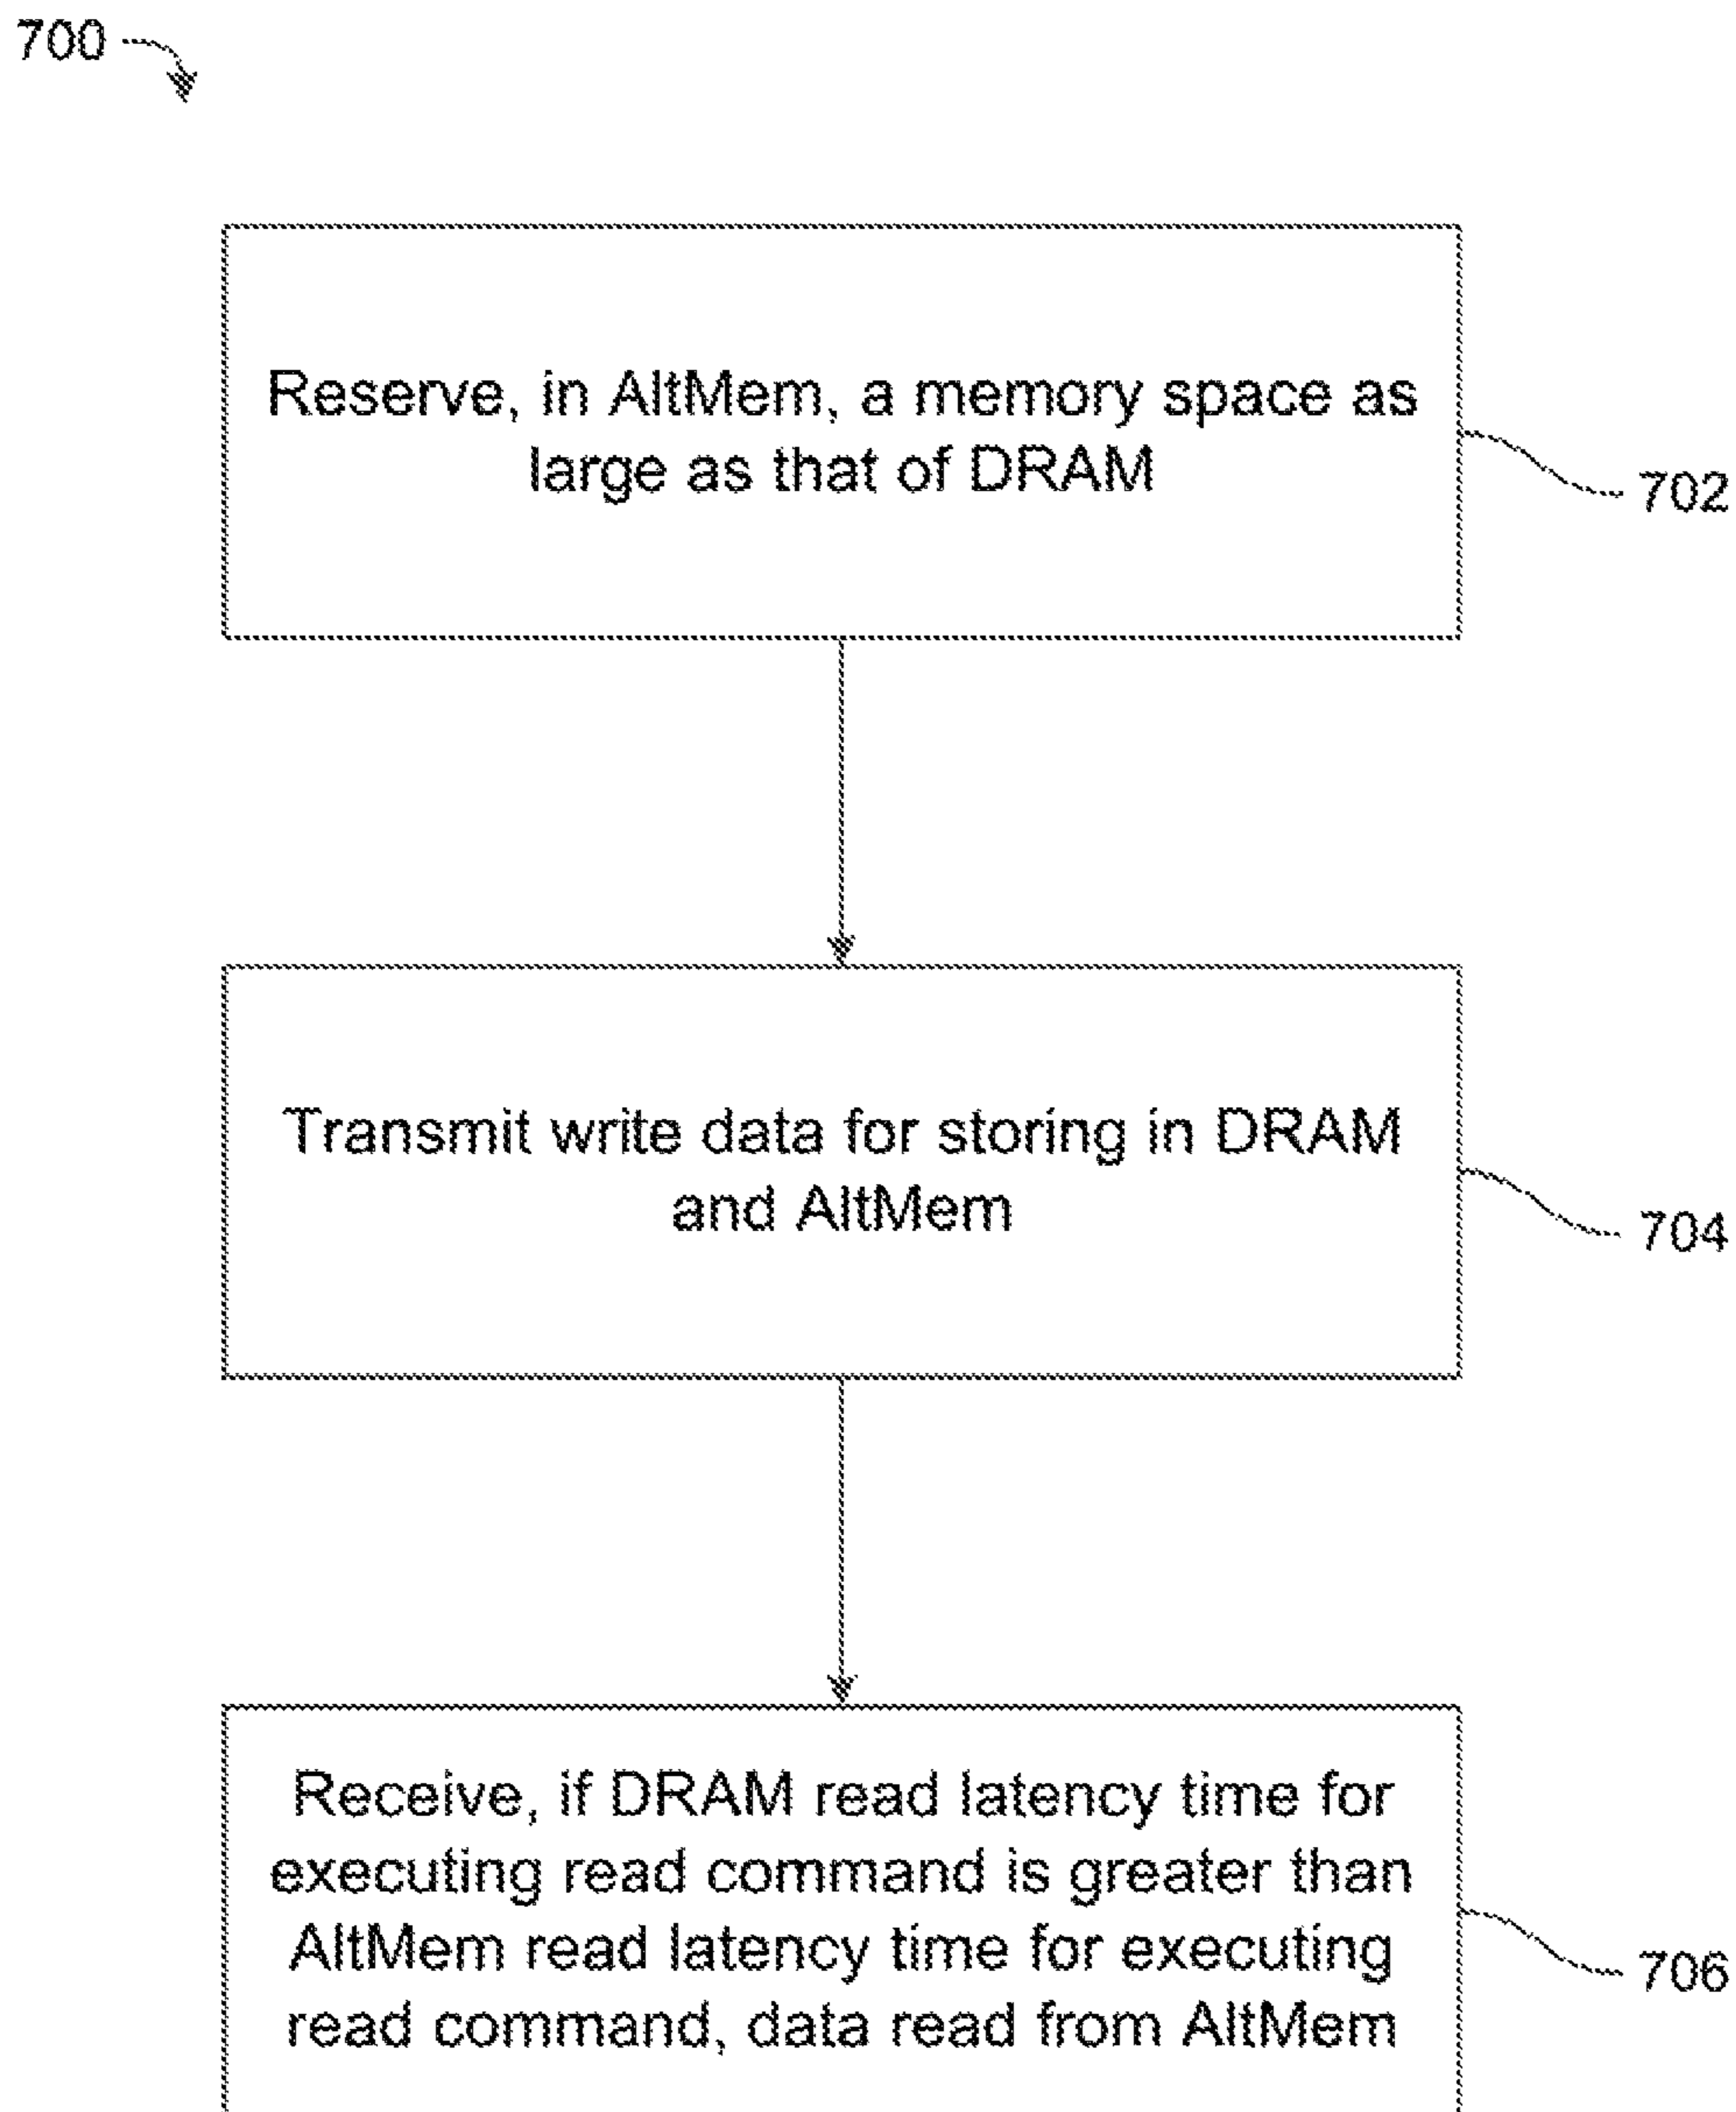 700
Reserve, in AltMem, a memory space as
large as that of DRAM
702
Transmit write data for storing in DRAM
and AltMem
704
Receive, if DRAM read latency time for
executing read command is greater than
AltMem read latency time for executing
read command, data read from AltMem
706